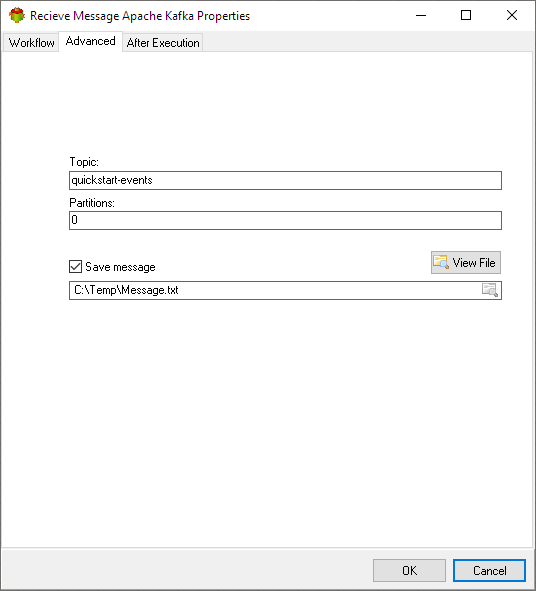 Recieve Message Apache Kafka Properties
Workflow Advanced After Execution
Topic:
quickstart-events
Partitions:
0
Save message View File
C:\Temp\Message.txt
OK Cancel